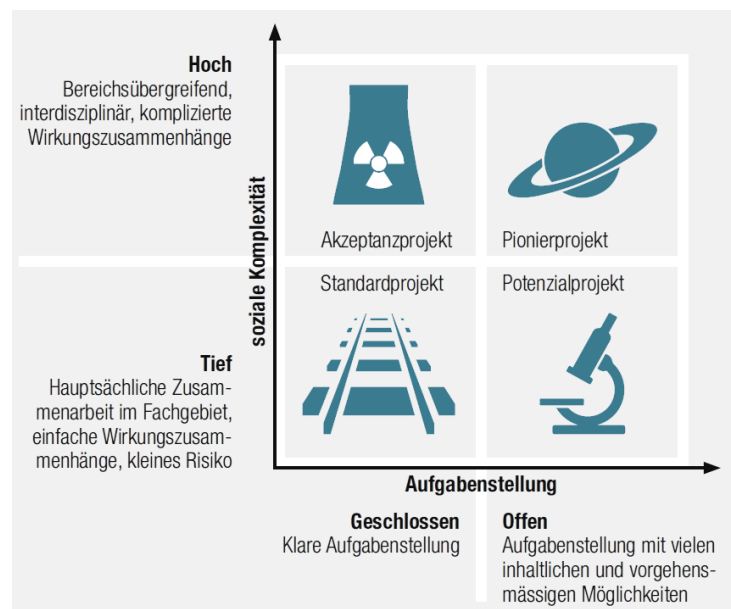 Hoch
Bereichsübergreifend,
interdisziplinär, komplizierte
Wirkungszusammenhänge
soziale Komplexität
Akzeptanzprojekt
Pionierprojekt
Standardprojekt
Potenzialprojekt
Tief
Hauptsächliche Zusam-
menarbeit im Fachgebiet,
einfache Wirkungszusam-
menhänge, kleines Risiko
Aufgabenstellung
Geschlossen
Klare Aufgabenstellung
Offen
Aufgabenstellung mit vielen
inhaltlichen und vorgehens-
mässigen Möglichkeiten